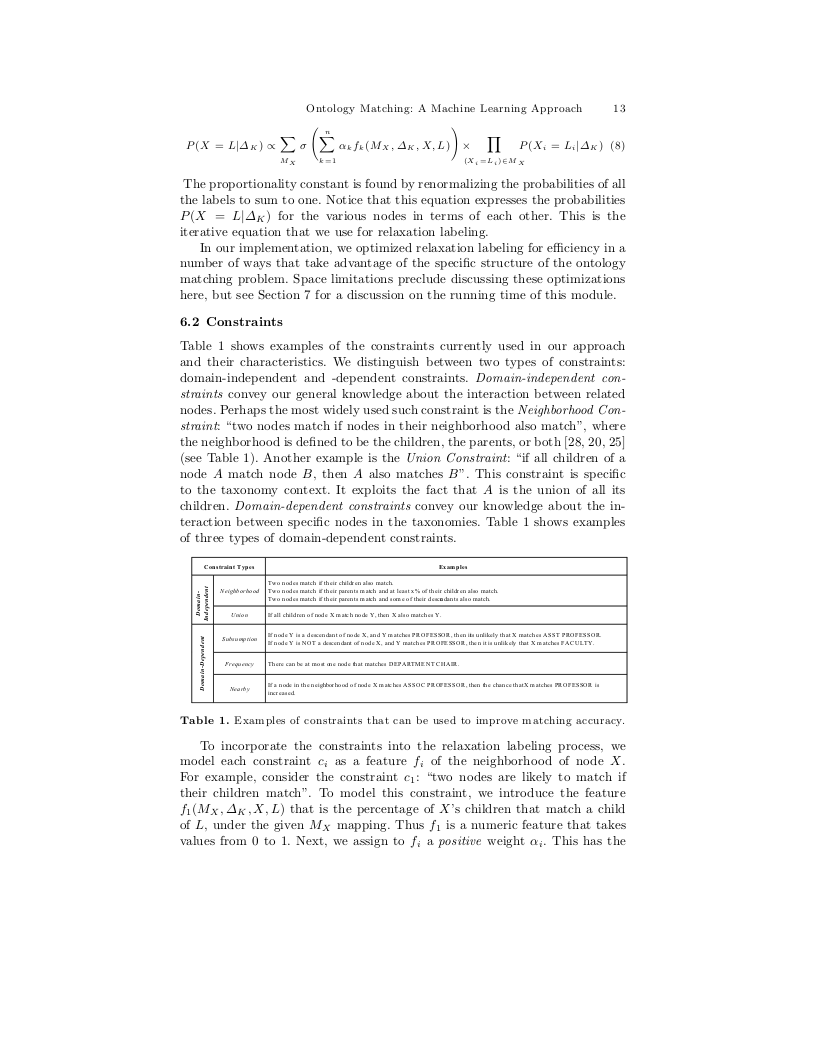 Ontology Matching: A Machine Learning Approach 13
P(X = L|Δ_K) ∝ ∑_{M_X} σ (∑_{k=1}^{n} α_k f_k(M_X, Δ_K, X, L)) × ∏_{(X_i=L_i)∈M_X} P(X_i = L_i|Δ_K) (8)
The proportionality constant is found by renormalizing the probabilities of all
the labels to sum to one. Notice that this equation expresses the probabilities
P(X = L|Δ_K) for the various nodes in terms of each other. This is the
iterative equation that we use for relaxation labeling.
In our implementation, we optimized relaxation labeling for efficiency in a
number of ways that take advantage of the specific structure of the ontology
matching problem. Space limitations preclude discussing these optimizations
here, but see Section 7 for a discussion on the running time of this module.
6.2 Constraints
Table 1 shows examples of the constraints currently used in our approach
and their characteristics. We distinguish between two types of constraints:
domain-independent and -dependent constraints. Domain-independent con-
straints convey our general knowledge about the interaction between related
nodes. Perhaps the most widely used such constraint is the Neighborhood Con-
straint: “two nodes match if nodes in their neighborhood also match”, where
the neighborhood is defined to be the children, the parents, or both [28, 20, 25]
(see Table 1). Another example is the Union Constraint: “if all children of a
node A match node B, then A also matches B”. This constraint is specific
to the taxonomy context. It exploits the fact that A is the union of all its
children. Domain-dependent constraints convey our knowledge about the in-
teraction between specific nodes in the taxonomies. Table 1 shows examples
of three types of domain-dependent constraints.
Constraint Types Examples
Domain-
Independent
Neighborhood
Two nodes match if their children also match.
Two nodes match if their parents match and at least x% of their children also match.
Two nodes match if their parents match and some of their descendants also match.
Union If all children of node X match node Y, then X also matches Y.
Domain-Dependent
Subsumption
If node Y is a descendant of node X, and Y matches PROFESSOR, then its unlikely that X matches ASST PROFESSOR.
If node Y is NOT a descendant of node X, and Y matches PROFESSOR, then it is unlikely that X matches FACULTY.
Frequency There can be at most one node that matches DEPARTMENT CHAIR.
Nearby
If a node in the neighborhood of node X matches ASSOC PROFESSOR, then the chance that X matches PROFESSOR is
increased.
Table 1. Examples of constraints that can be used to improve matching accuracy.
To incorporate the constraints into the relaxation labeling process, we
model each constraint c_i as a feature f_i of the neighborhood of node X.
For example, consider the constraint c_1: “two nodes are likely to match if
their children match”. To model this constraint, we introduce the feature
f_1(M_X, Δ_K, X, L) that is the percentage of X’s children that match a child
of L, under the given M_X mapping. Thus f_1 is a numeric feature that takes
values from 0 to 1. Next, we assign to f_i a positive weight α_i. This has the